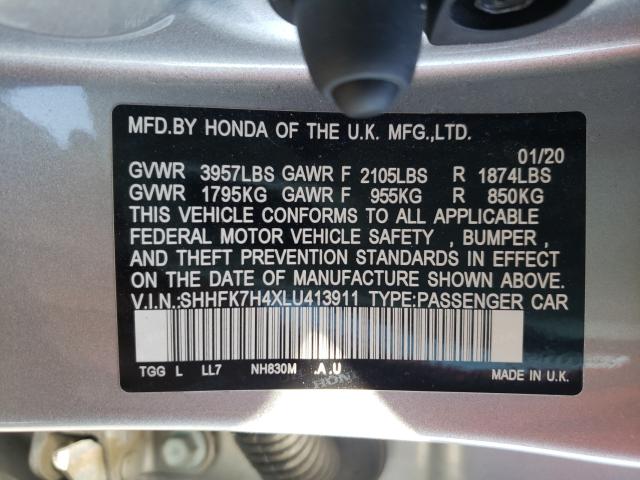 MFD.BY HONDA OF THE U.K. MFG.,LTD.
01/20
GVWR 3957LBS GAWR F 2105LBS R 1874LBS
GVWR 1795KG GAWR F 955KG R 850KG
THIS VEHICLE CONFORMS TO ALL APPLICABLE
FEDERAL MOTOR VEHICLE SAFETY , BUMPER ,
AND THEFT PREVENTION STANDARDS IN EFFECT
ON THE DATE OF MANUFACTURE SHOWN ABOVE.
V.I.N.:SHHFK7H4XLU413911 TYPE:PASSENGER CAR
TGG L LL7 NH830M .A.U MADE IN U.K.
HONDA